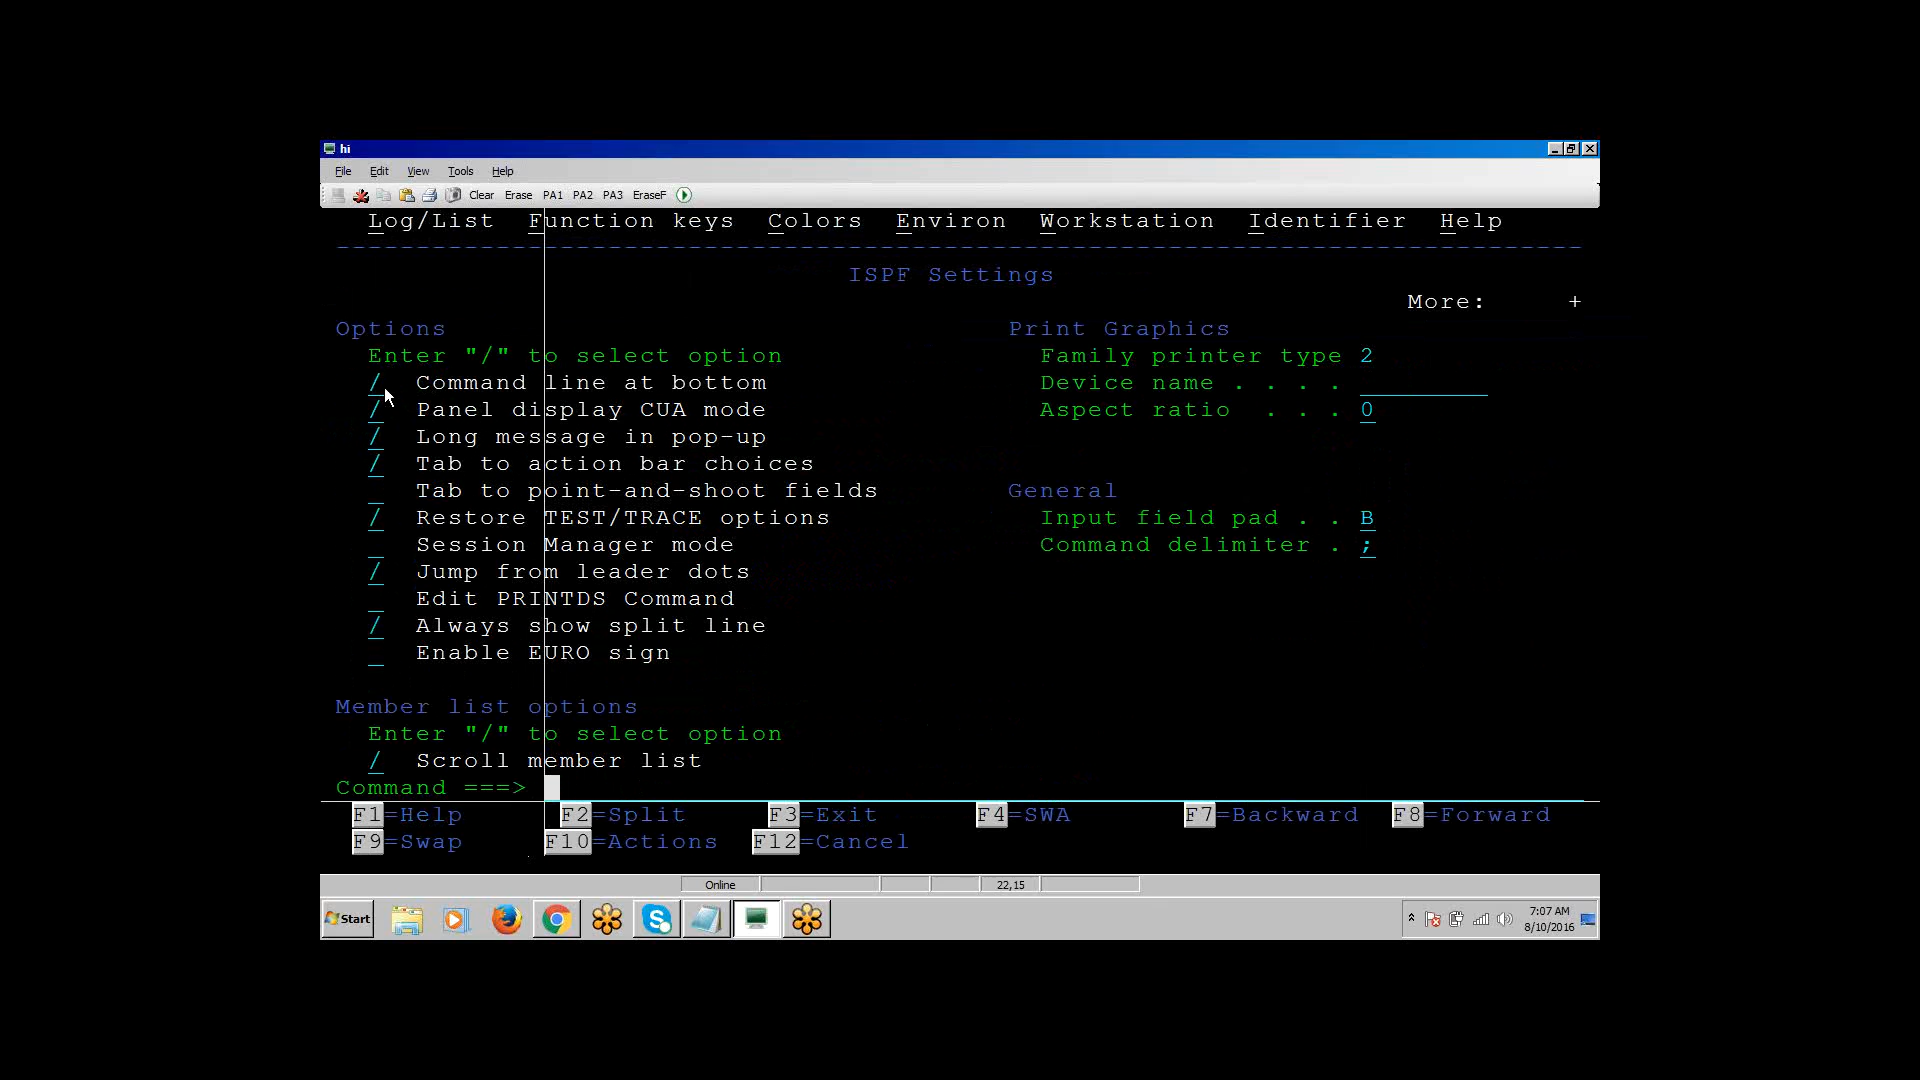 hi
File Edit View Tools Help
Clear Erase PA1 PA2 PA3 EraseF
Log/List Function keys Colors Environ Workstation Identifier Help
ISPF Settings
More: +
Options Print Graphics
Enter "/" to select option Family printer type 2
/ Command line at bottom Device name . . . .
/ Panel display CUA mode Aspect ratio . . . 0
/ Long message in pop-up
/ Tab to action bar choices
_ Tab to point-and-shoot fields General
/ Restore TEST/TRACE options Input field pad . . B
_ Session Manager mode Command delimiter . ;
/ Jump from leader dots
_ Edit PRINTDS Command
/ Always show split line
_ Enable EURO sign
Member list options
Enter "/" to select option
/ Scroll member list
Command ===>
F1=Help F2=Split F3=Exit F4=SWA F7=Backward F8=Forward
F9=Swap F10=Actions F12=Cancel
Online 22,15
Start 7:07 AM
8/10/2016